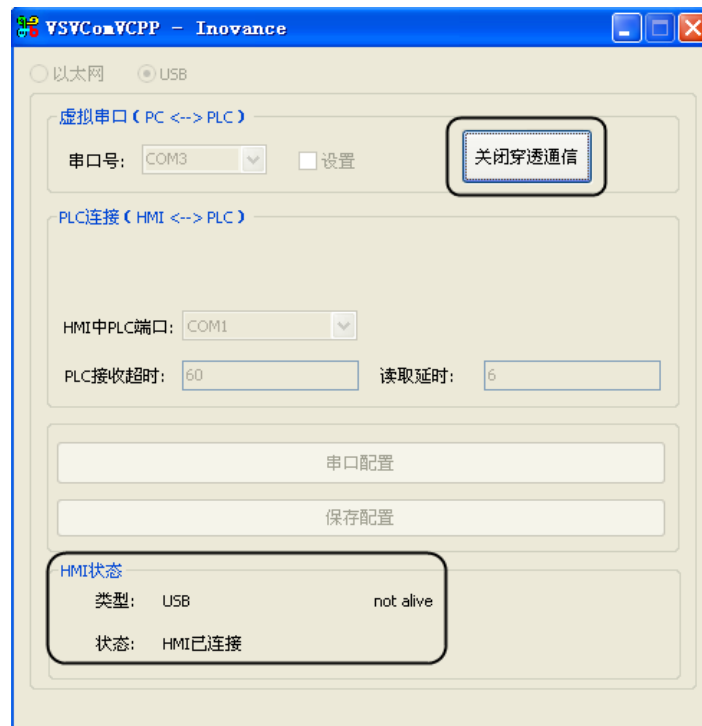 VSVComVCPP - Inovance
以太网 USB
虚拟串口 ( PC <--> PLC )
串口号: COM3 设置 关闭穿透通信
PLC连接 ( HMI <--> PLC )
HMI中PLC端口: COM1
PLC接收超时: 60 读取延时: 6
串口配置
保存配置
HMI状态
类型: USB not alive
状态: HMI已连接